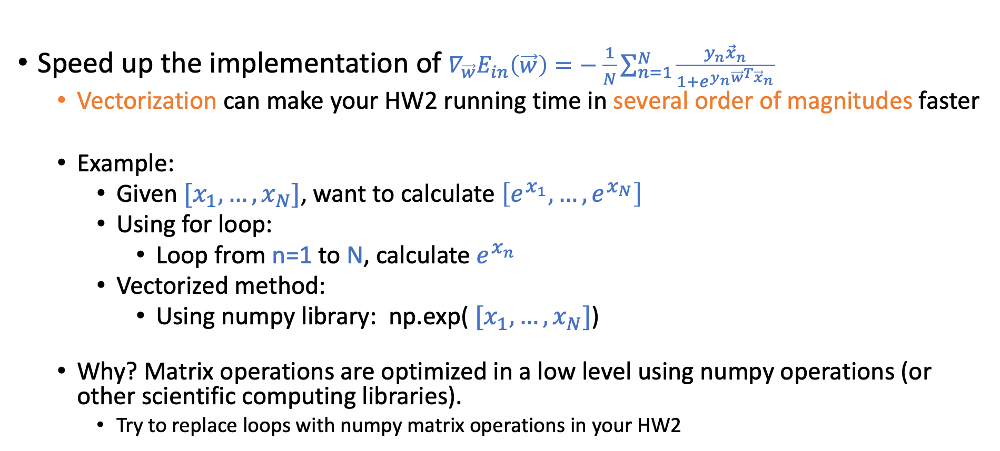 • Speed up the implementation of $\nabla_{\vec{w}}E_{in}(\vec{w}) = -\frac{1}{N}\sum_{n=1}^{N}\frac{y_n\vec{x}_n}{1+e^{y_n\vec{w}^T\vec{x}_n}}$
• Vectorization can make your HW2 running time in several order of magnitudes faster
• Example:
• Given $[x_1, \dots, x_N]$, want to calculate $[e^{x_1}, \dots, e^{x_N}]$
• Using for loop:
• Loop from n=1 to N, calculate $e^{x_n}$
• Vectorized method:
• Using numpy library: np.exp( $[x_1, \dots, x_N]$)
• Why? Matrix operations are optimized in a low level using numpy operations (or
other scientific computing libraries).
• Try to replace loops with numpy matrix operations in your HW2